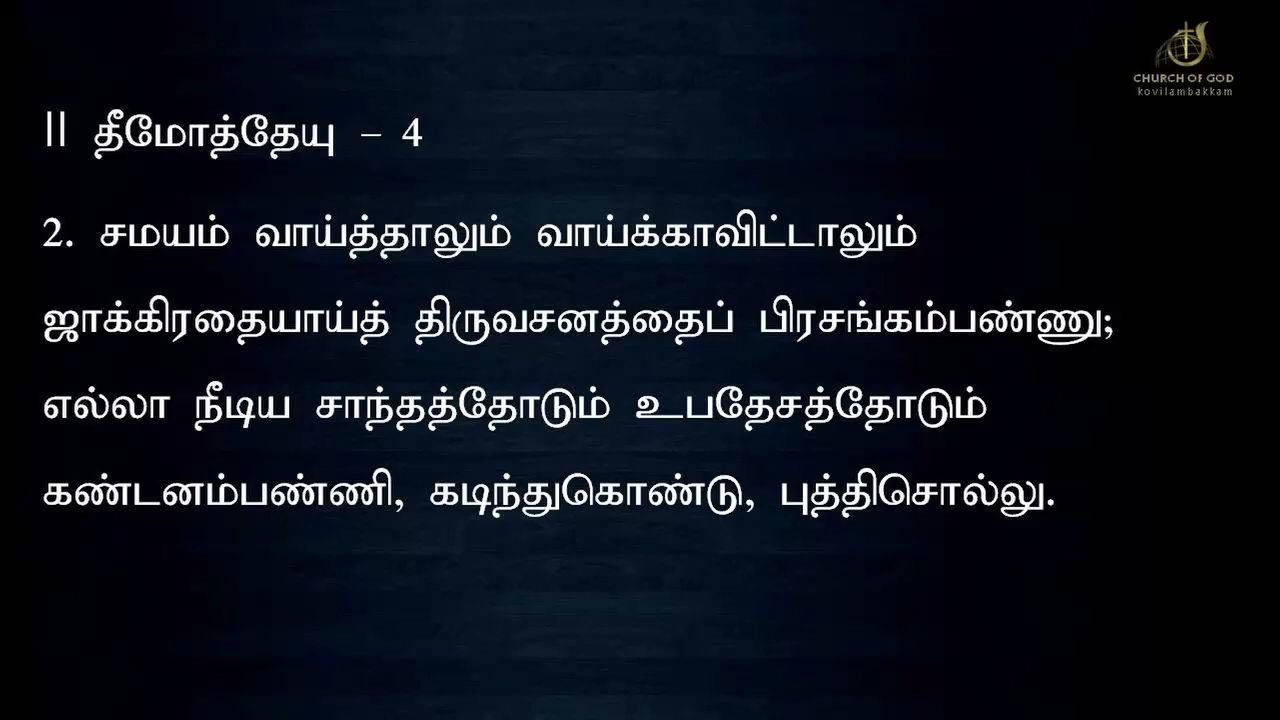 CHURCH OF GOD
kovilambakkam
II தீமோத்தேயு – 4
2. சமயம் வாய்த்தாலும் வாய்க்காவிட்டாலும்
ஜாக்கிரதையாய்த் திருவசனத்தைப் பிரசங்கம்பண்ணு;
எல்லா நீடிய சாந்தத்தோடும் உபதேசத்தோடும்
கண்டனம்பண்ணி, கடிந்துகொண்டு, புத்திசொல்லு.